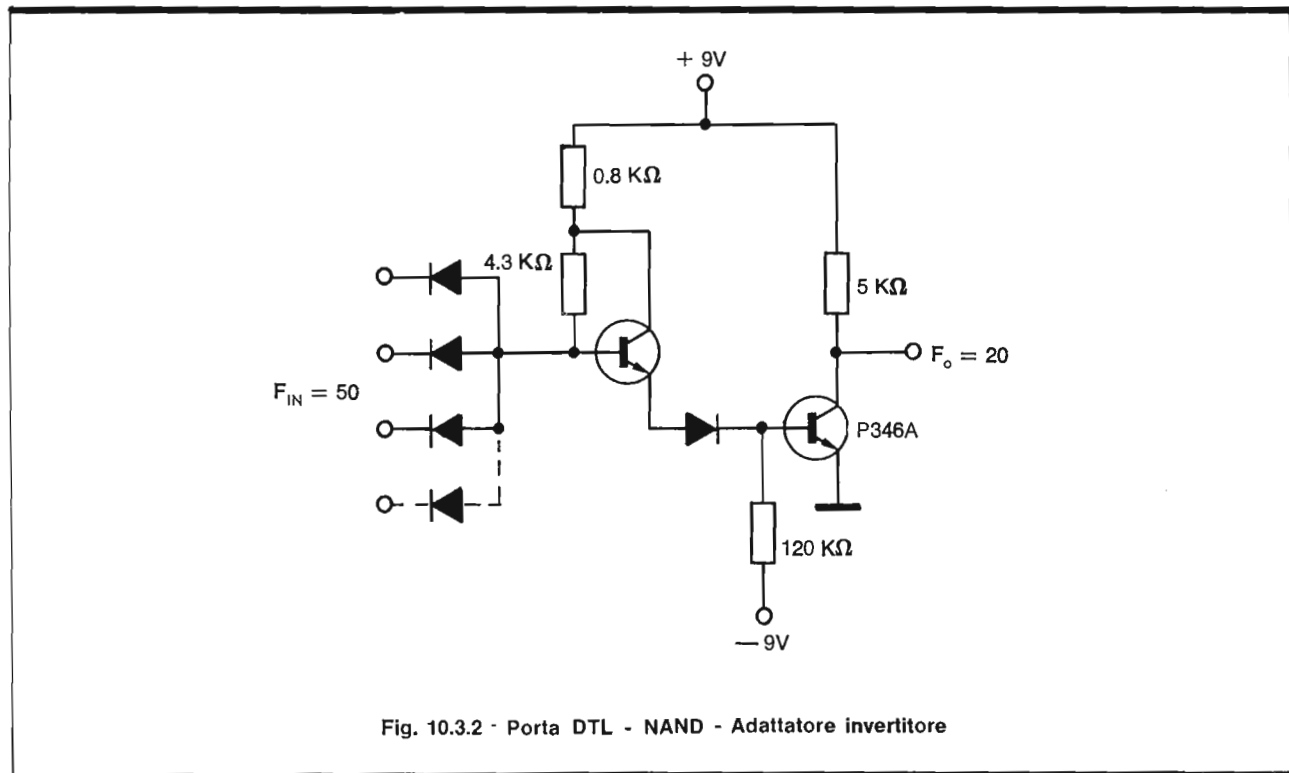 + 9V
0.8 KΩ
4.3 KΩ
5 KΩ
F_IN = 50
F_o = 20
P346A
120 KΩ
— 9V
Fig. 10.3.2 - Porta DTL - NAND - Adattatore invertitore